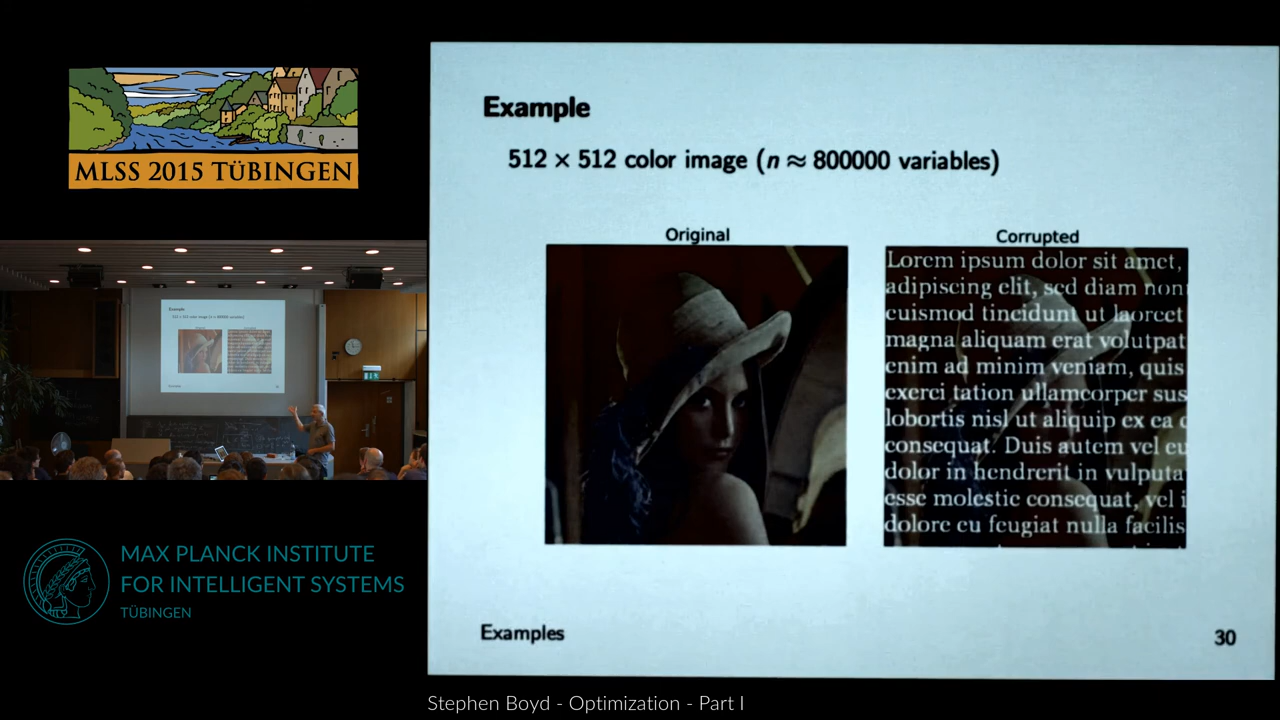 MLSS 2015 TÜBINGEN
Example
512 × 512 color image (n ≈ 800000 variables)
Original
Corrupted
Lorem ipsum dolor sit amet,
adipiscing elit, sed diam non
euismod tincidunt ut laoreet
magna aliquam erat volutpat
enim ad minim veniam, quis
exerci tation ullamcorper sus
lobortis nisl ut aliquip ex ea c
consequat. Duis autem vel eu
dolor in hendrerit in vulputa
esse molestie consequat, vel i
dolore eu feugiat nulla facilis
Examples
30
MAX PLANCK INSTITUTE
FOR INTELLIGENT SYSTEMS
TÜBINGEN
Stephen Boyd - Optimization - Part I